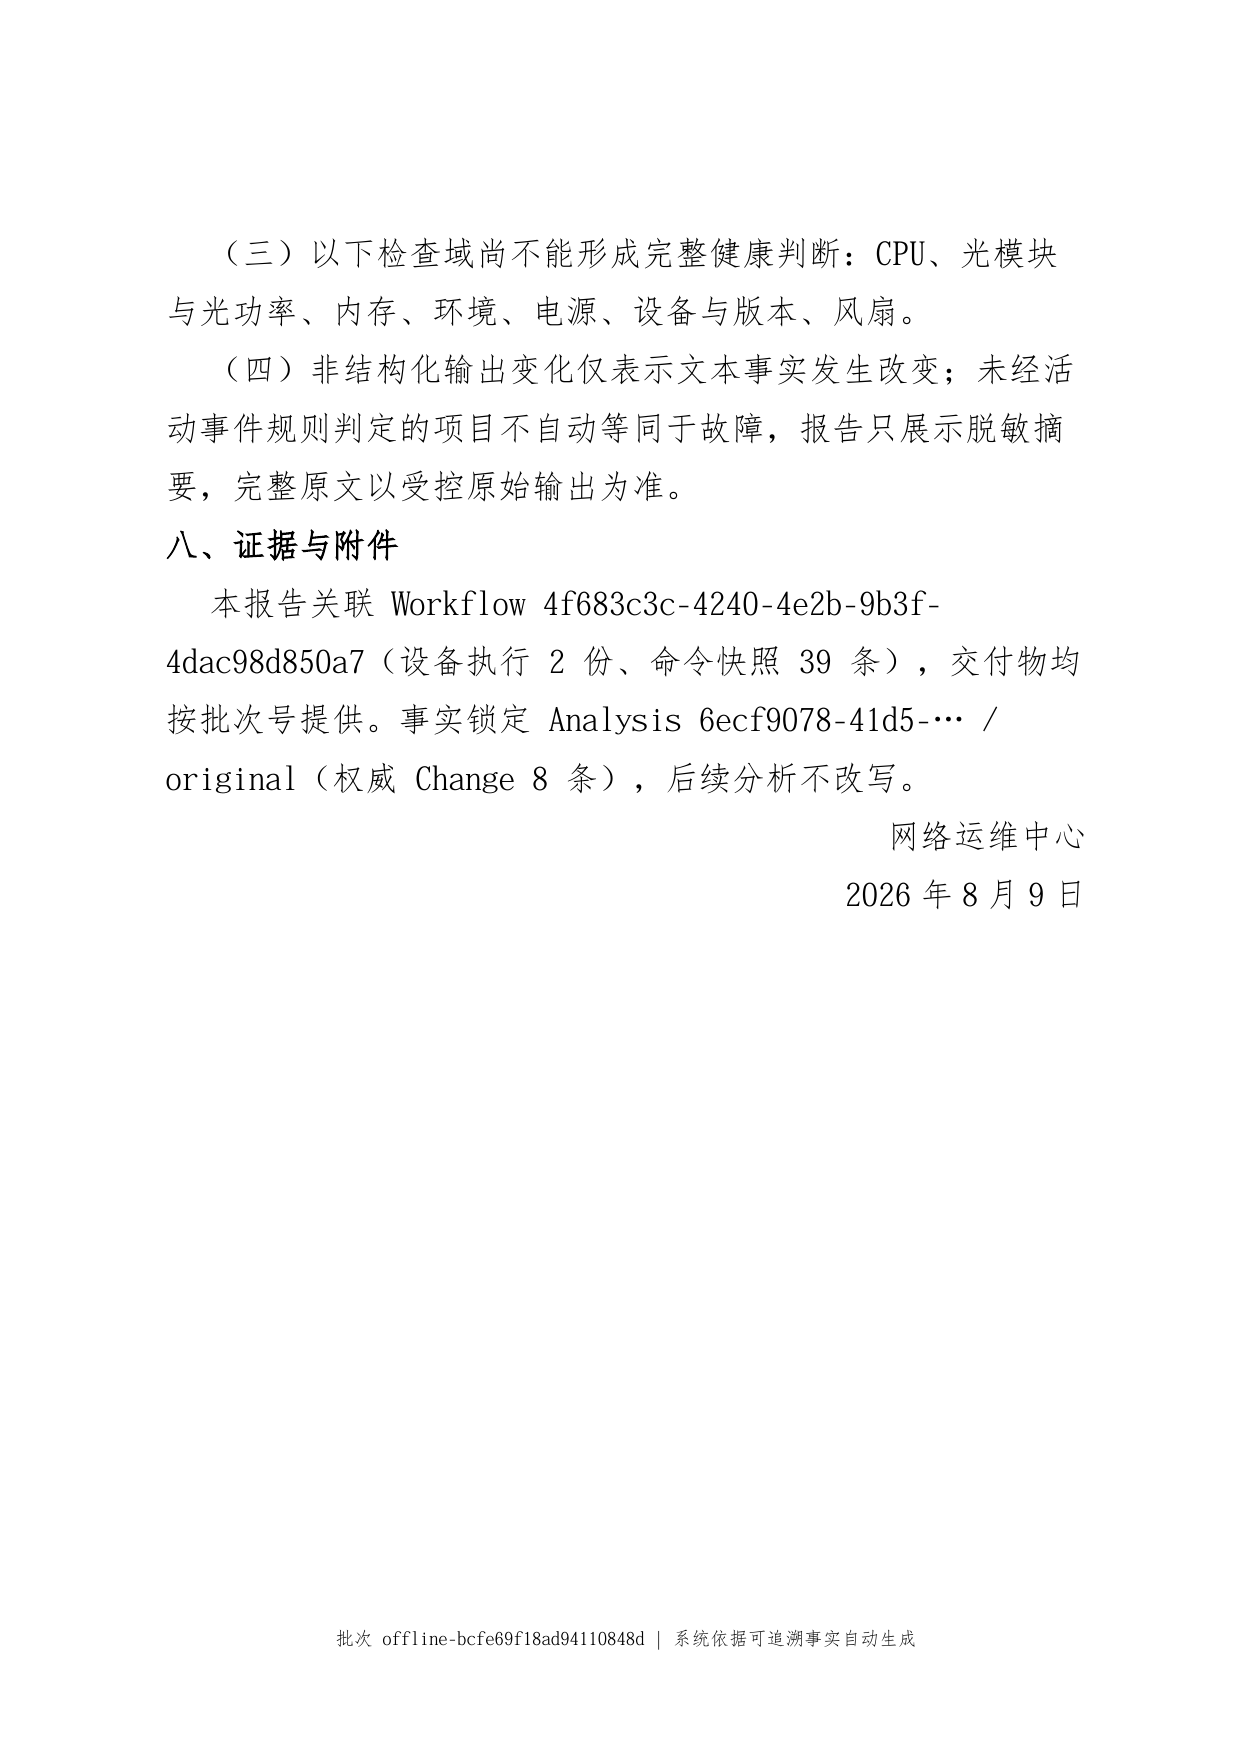 （三）以下检查域尚不能形成完整健康判断：CPU、光模块
与光功率、内存、环境、电源、设备与版本、风扇。
（四）非结构化输出变化仅表示文本事实发生改变；未经活
动事件规则判定的项目不自动等同于故障，报告只展示脱敏摘
要，完整原文以受控原始输出为准。
八、证据与附件
本报告关联 Workflow 4f683c3c-4240-4e2b-9b3f-
4dac98d850a7（设备执行 2 份、命令快照 39 条），交付物均
按批次号提供。事实锁定 Analysis 6ecf9078-41d5-… /
original（权威 Change 8 条），后续分析不改写。
网络运维中心
2026 年 8 月 9 日
批次 offline-bcfe69f18ad94110848d | 系统依据可追溯事实自动生成